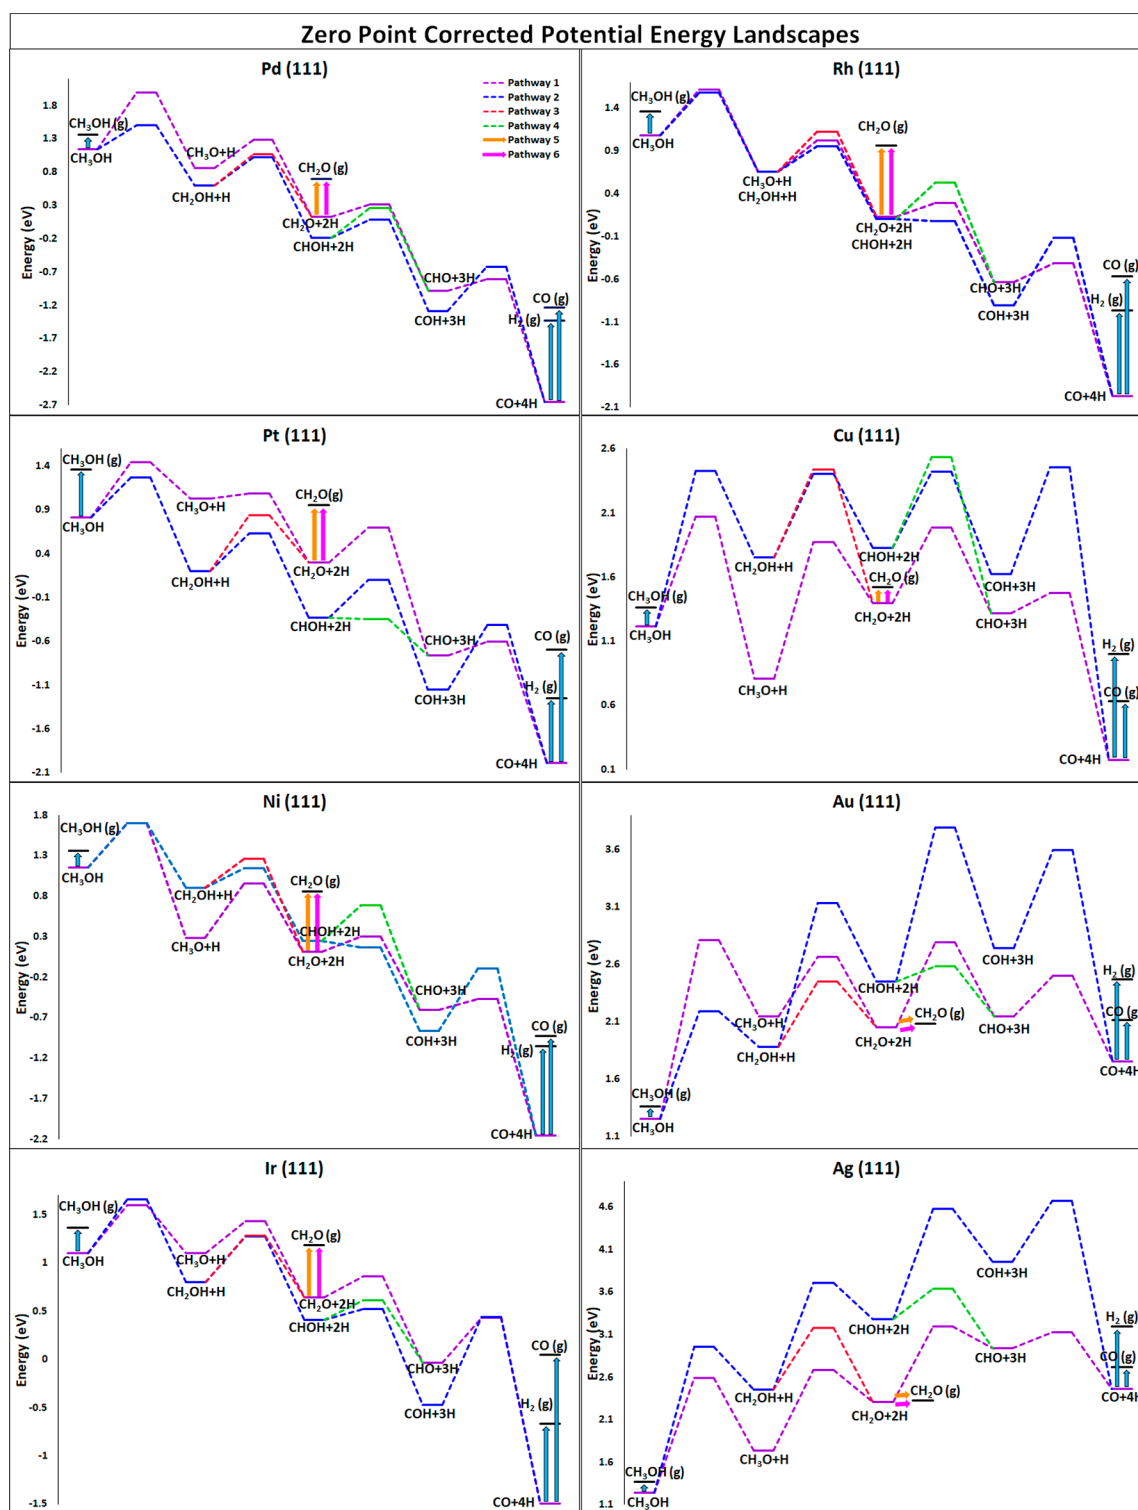 Zero Point Corrected Potential Energy Landscapes
Pd (111)
Energy (eV)
1.8
1.3
0.8
0.3
-0.2
-0.7
-1.2
-1.7
-2.2
-2.7
CH₃OH (g)
CH₃OH
CH₃O+H
CH₂OH+H
CH₂O (g)
CH₂O+2H
CHOH+2H
CHO+3H
COH+3H
CO (g)
H₂ (g)
CO+4H
Pathway 1
Pathway 2
Pathway 3
Pathway 4
Pathway 5
Pathway 6
Rh (111)
Energy (eV)
1.4
0.9
0.4
-0.1
-0.6
-1.1
-1.6
-2.1
CH₃OH (g)
CH₃OH
CH₃O+H
CH₂OH+H
CH₂O (g)
CH₂O+2H
CHOH+2H
CHO+3H
COH+3H
CO (g)
H₂ (g)
CO+4H
Pt (111)
Energy (eV)
1.4
0.9
0.4
-0.1
-0.6
-1.1
-1.6
-2.1
CH₃OH (g)
CH₃OH
CH₃O+H
CH₂OH+H
CH₂O(g)
CH₂O+2H
CHOH+2H
CHO+3H
COH+3H
CO (g)
H₂ (g)
CO+4H
Cu (111)
Energy (eV)
2.6
2.1
1.6
1.1
0.6
0.1
CH₃OH (g)
CH₃OH
CH₂OH+H
CH₃O+H
CHOH+2H
CH₂O (g)
CH₂O+2H
COH+3H
CHO+3H
H₂ (g)
CO (g)
CO+4H
Ni (111)
Energy (eV)
1.8
1.3
0.8
0.3
-0.2
-0.7
-1.2
-1.7
-2.2
CH₃OH (g)
CH₃OH
CH₂OH+H
CH₃O+H
CH₂O (g)
CHOH+2H
CH₂O+2H
CHO+3H
COH+3H
CO (g)
H₂ (g)
CO+4H
Au (111)
Energy (eV)
3.6
3.1
2.6
2.1
1.6
1.1
CH₃OH (g)
CH₃OH
CH₃O+H
CH₂OH+H
CHOH+2H
CH₂O (g)
CH₂O+2H
COH+3H
CHO+3H
H₂ (g)
CO (g)
CO+4H
Ir (111)
Energy (eV)
1.5
1
0.5
0
-0.5
-1
-1.5
CH₃OH (g)
CH₃OH
CH₃O+H
CH₂OH+H
CH₂O (g)
CH₂O+2H
CHOH+2H
CHO+3H
COH+3H
CO (g)
H₂ (g)
CO+4H
Ag (111)
Energy (eV)
4.6
4.1
3.6
3.1
2.6
2.1
1.6
1.1
CH₃OH (g)
CH₃OH
CH₂OH+H
CH₃O+H
CHOH+2H
CH₂O (g)
CH₂O+2H
COH+3H
CHO+3H
H₂ (g)
CO (g)
CO+4H